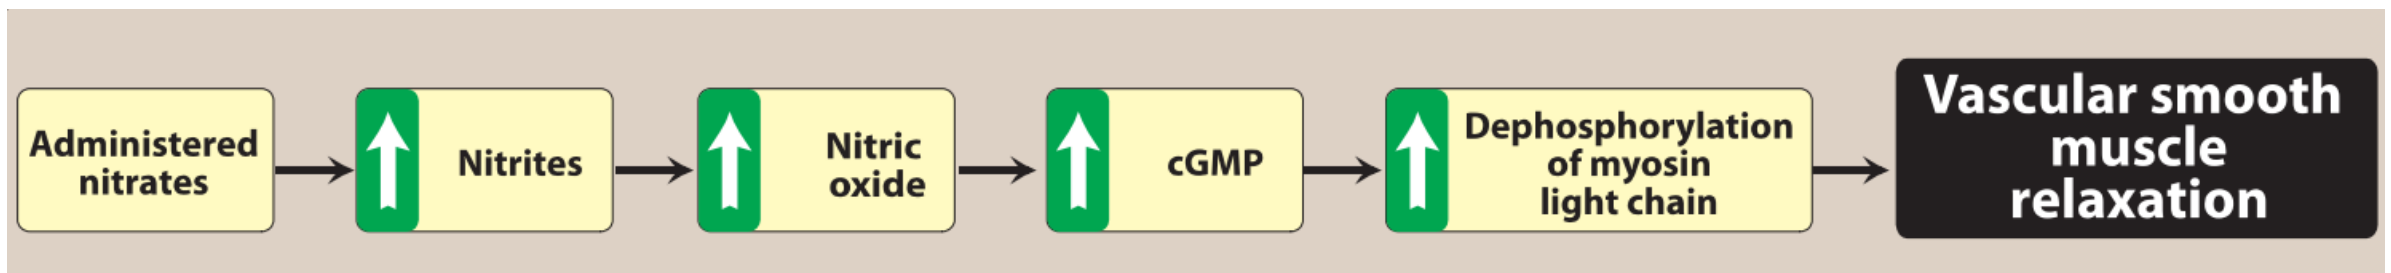 Administered
nitrates
Nitrites
Nitric
oxide
cGMP
Dephosphorylation
of myosin
light chain
Vascular smooth
muscle
relaxation